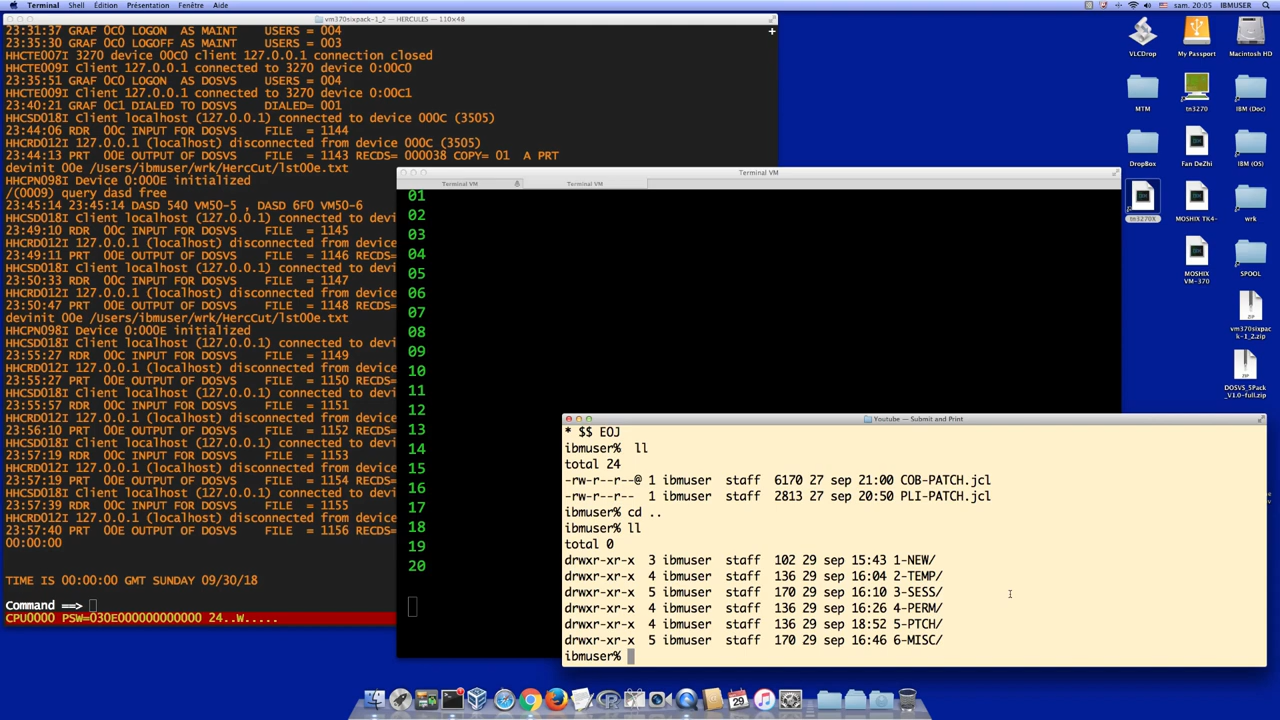 Terminal Shell Édition Présentation Fenêtre Aide
sam. 20:05 IBMUSER
vm370sixpack-1_2 — HERCULES — 110×48
23:31:37 GRAF 0C0 LOGON  AS MAINT    USERS = 004
23:35:30 GRAF 0C0 LOGOFF AS MAINT    USERS = 003
HHCTE007I 3270 device 00C0 client 127.0.0.1 connection closed
HHCTE009I Client 127.0.0.1 connected to 3270 device 0:00C0
23:35:51 GRAF 0C0 LOGON  AS DOSVS    USERS = 004
HHCTE009I Client 127.0.0.1 connected to 3270 device 0:00C1
23:40:21 GRAF 0C1 DIALED TO DOSVS    DIALED= 001
HHCSD018I Client localhost (127.0.0.1) connected to device 000C (3505)
23:44:06 RDR  00C INPUT FOR DOSVS    FILE  = 1144
HHCRD012I 127.0.0.1 (localhost) disconnected from device 000C (3505)
23:44:13 PRT  00E OUTPUT OF DOSVS    FILE  = 1143 RECDS= 000038 COPY= 01  A PRT
devinit 00e /Users/ibmuser/wrk/HercCut/lst00e.txt
HHCPN098I Device 0:000E initialized
/(0009) query dasd free
23:45:14 23:45:14 DASD 540 VM50-5 , DASD 6F0 VM50-6
HHCSD018I Client localhost (127.0.0.1) connected to devi
23:49:10 RDR  00C INPUT FOR DOSVS    FILE  = 1145
HHCRD012I 127.0.0.1 (localhost) disconnected from device
23:49:11 PRT  00E OUTPUT OF DOSVS    FILE  = 1146 RECDS=
HHCSD018I Client localhost (127.0.0.1) connected to devi
23:50:33 RDR  00C INPUT FOR DOSVS    FILE  = 1147
HHCRD012I 127.0.0.1 (localhost) disconnected from device
23:50:47 PRT  00E OUTPUT OF DOSVS    FILE  = 1148 RECDS=
devinit 00e /Users/ibmuser/wrk/HercCut/lst00e.txt
HHCPN098I Device 0:000E initialized
HHCSD018I Client localhost (127.0.0.1) connected to devi
23:55:27 RDR  00C INPUT FOR DOSVS    FILE  = 1149
HHCRD012I 127.0.0.1 (localhost) disconnected from device
23:55:27 PRT  00E OUTPUT OF DOSVS    FILE  = 1150 RECDS=
HHCSD018I Client localhost (127.0.0.1) connected to devi
23:55:57 RDR  00C INPUT FOR DOSVS    FILE  = 1151
HHCRD012I 127.0.0.1 (localhost) disconnected from device
23:56:10 PRT  00E OUTPUT OF DOSVS    FILE  = 1152 RECDS=
HHCSD018I Client localhost (127.0.0.1) connected to devi
23:57:19 RDR  00C INPUT FOR DOSVS    FILE  = 1153
HHCRD012I 127.0.0.1 (localhost) disconnected from device
23:57:19 PRT  00E OUTPUT OF DOSVS    FILE  = 1154 RECDS=
HHCSD018I Client localhost (127.0.0.1) connected to devi
23:57:39 RDR  00C INPUT FOR DOSVS    FILE  = 1155
HHCRD012I 127.0.0.1 (localhost) disconnected from device
23:57:40 PRT  00E OUTPUT OF DOSVS    FILE  = 1156 RECDS=
00:00:00
TIME IS 00:00:00 GMT SUNDAY 09/30/18
Command ==>
CPU0000 PSW=030E000000000000 24..W.....
Terminal VM
Terminal VM Terminal VM
01
02
03
04
05
06
07
08
09
10
11
12
13
14
15
16
17
18
19
20
Youtube — Submit and Print
* $$ EOJ
ibmuser%  ll
total 24
-rw-r--r--@ 1 ibmuser  staff  6170 27 sep 21:00 COB-PATCH.jcl
-rw-r--r--  1 ibmuser  staff  2813 27 sep 20:50 PLI-PATCH.jcl
ibmuser% cd ..
ibmuser% ll
total 0
drwxr-xr-x  3 ibmuser  staff  102 29 sep 15:43 1-NEW/
drwxr-xr-x  4 ibmuser  staff  136 29 sep 16:04 2-TEMP/
drwxr-xr-x  5 ibmuser  staff  170 29 sep 16:10 3-SESS/
drwxr-xr-x  4 ibmuser  staff  136 29 sep 16:26 4-PERM/
drwxr-xr-x  4 ibmuser  staff  136 29 sep 18:52 5-PTCH/
drwxr-xr-x  5 ibmuser  staff  170 29 sep 16:46 6-MISC/
ibmuser%
VLCDrop My Passport Macintosh HD
MTM tn3270 IBM (Doc)
DropBox Fan DeZhi IBM (OS)
tn3270X MOSHIX TK4- wrk
MOSHIX
VM-370
SPOOL
ZIP
vm370sixpac
k-1_2.zip
ZIP
DOSVS_5Pack
_V1.0-full.zip
29